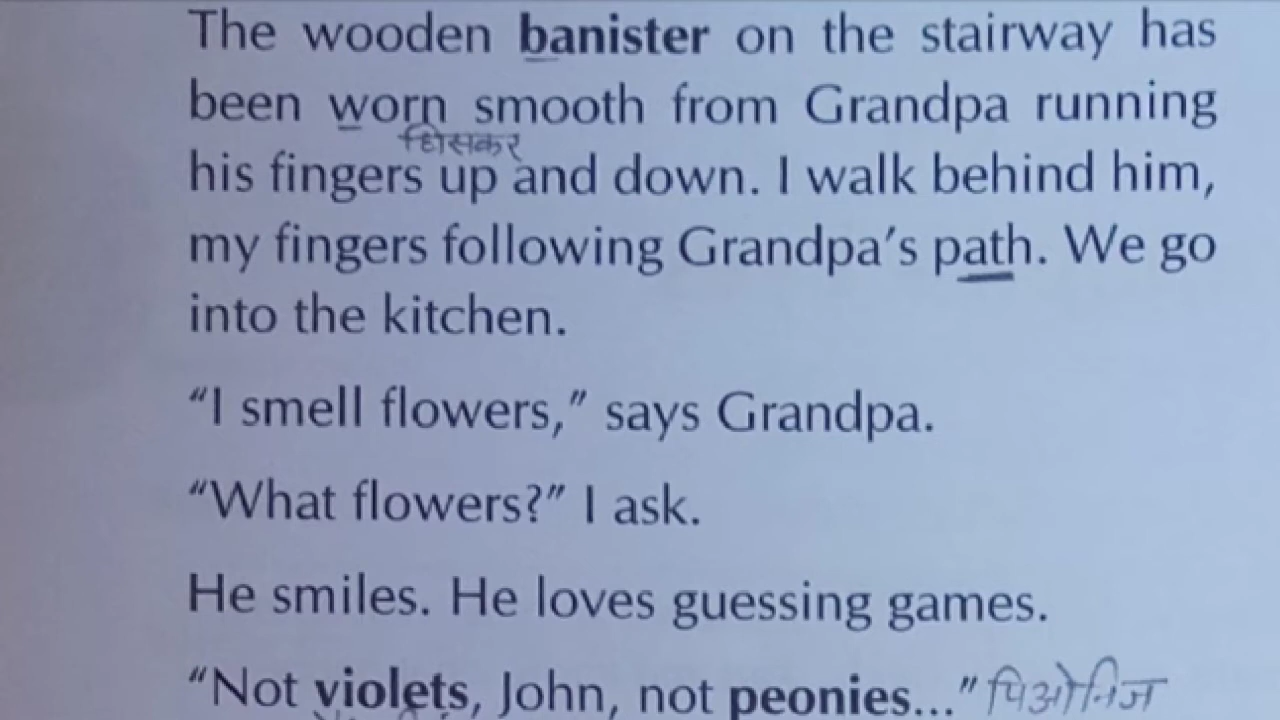 The wooden banister on the stairway has
been worn smooth from Grandpa running
घिसकर
his fingers up and down. I walk behind him,
my fingers following Grandpa's path. We go
into the kitchen.
“I smell flowers,” says Grandpa.
“What flowers?” I ask.
He smiles. He loves guessing games.
“Not violets, John, not peonies...” पिओनिज